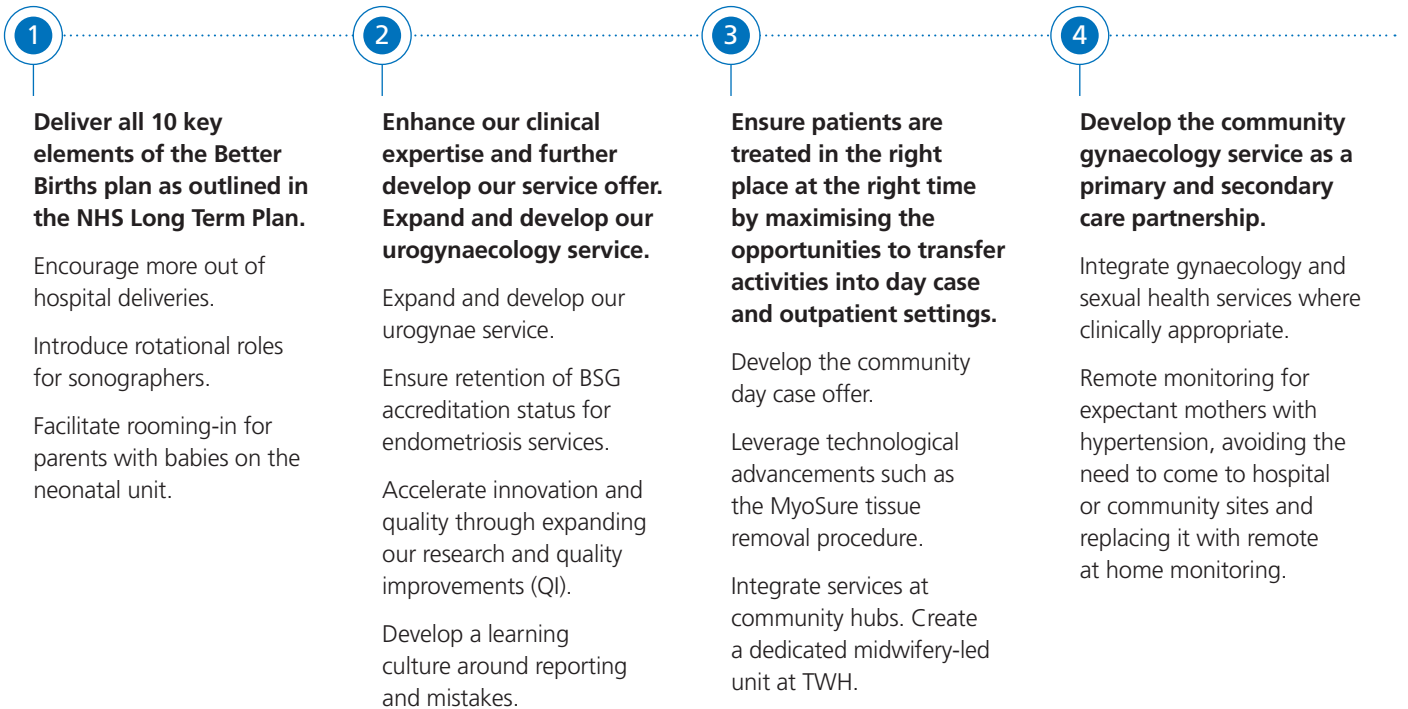 1
Deliver all 10 key
elements of the Better
Births plan as outlined in
the NHS Long Term Plan.
Encourage more out of
hospital deliveries.
Introduce rotational roles
for sonographers.
Facilitate rooming-in for
parents with babies on the
neonatal unit.
2
Enhance our clinical
expertise and further
develop our service offer.
Expand and develop our
urogynaecology service.
Expand and develop our
urogynae service.
Ensure retention of BSG
accreditation status for
endometriosis services.
Accelerate innovation and
quality through expanding
our research and quality
improvements (QI).
Develop a learning
culture around reporting
and mistakes.
3
Ensure patients are
treated in the right
place at the right time
by maximising the
opportunities to transfer
activities into day case
and outpatient settings.
Develop the community
day case offer.
Leverage technological
advancements such as
the MyoSure tissue
removal procedure.
Integrate services at
community hubs. Create
a dedicated midwifery-led
unit at TWH.
4
Develop the community
gynaecology service as a
primary and secondary
care partnership.
Integrate gynaecology and
sexual health services where
clinically appropriate.
Remote monitoring for
expectant mothers with
hypertension, avoiding the
need to come to hospital
or community sites and
replacing it with remote
at home monitoring.